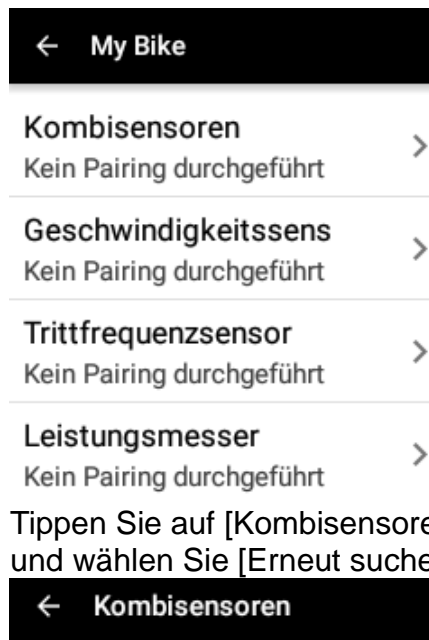 ← My Bike
Kombisensoren
Kein Pairing durchgeführt
Geschwindigkeitssens
Kein Pairing durchgeführt
Trittfrequenzsensor
Kein Pairing durchgeführt
Leistungsmesser
Kein Pairing durchgeführt
Tippen Sie auf [Kombisensore
und wählen Sie [Erneut suche
← Kombisensoren